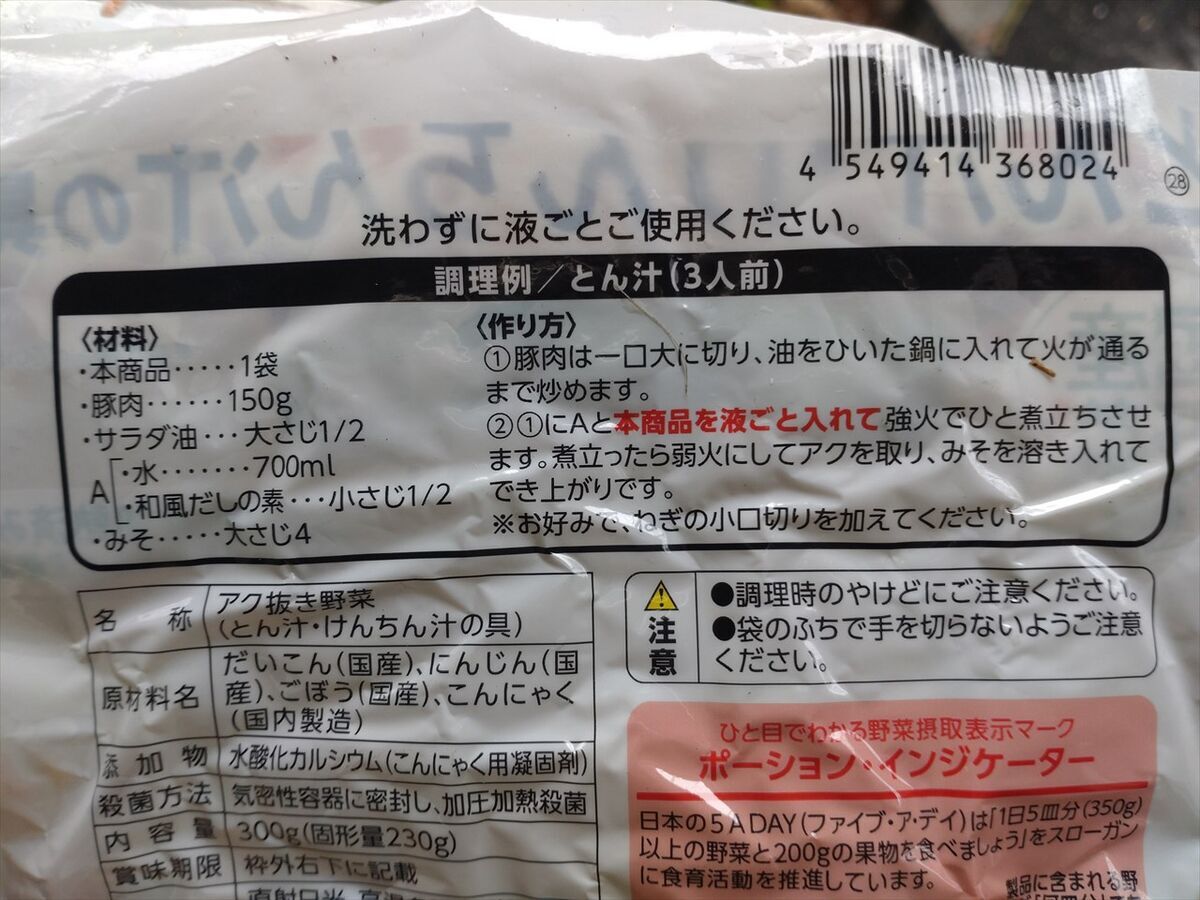 4 549414 368024
28
洗わずに液ごとご使用ください。
調理例/とん汁(3人前)
〈材料〉
・本商品・・・・・1袋
・豚肉・・・・・・150g
・サラダ油・・・大さじ1/2
A
・水・・・・・・・700ml
・和風だしの素・・・小さじ1/2
・みそ・・・・・大さじ4
〈作り方〉
①豚肉は一口大に切り、油をひいた鍋に入れて火が通る
まで炒めます。
②①にAと本商品を液ごと入れて強火でひと煮立ちさせ
ます。煮立ったら弱火にしてアクを取り、みそを溶き入れて
でき上がりです。
※お好みで、ねぎの小口切りを加えてください。
名称 アク抜き野菜
(とん汁・けんちん汁の具)
原材料名 だいこん(国産)、にんじん(国
産)、ごぼう(国産)、こんにゃく
(国内製造)
添加物 水酸化カルシウム(こんにゃく用凝固剤)
殺菌方法 気密性容器に密封し、加圧加熱殺菌
内容量 300g(固形量230g)
賞味期限 枠外右下に記載
直射日光、高温
注意
●調理時のやけどにご注意ください。
●袋のふちで手を切らないようご注意
ください。
ひと目でわかる野菜摂取表示マーク
ポーション・インジケーター
日本の5 A DAY(ファイブ・ア・デイ)は「1日5皿分(350g)
以上の野菜と200gの果物を食べましょう」をスローガン
に食育活動を推進しています。
製品に含まれる野